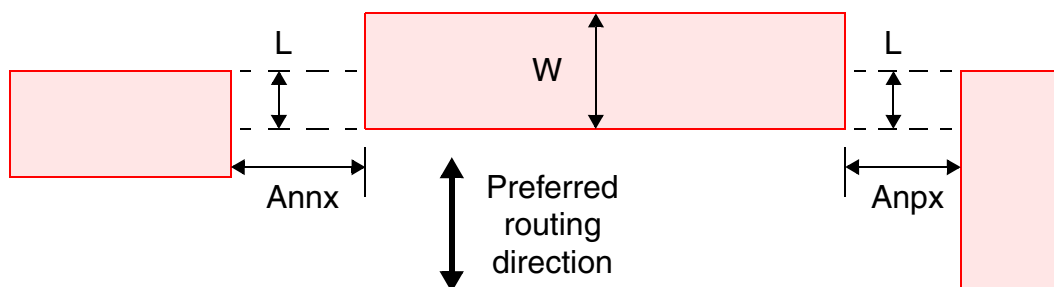 L
W
L
Annx
Anpx
Preferred
routing
direction